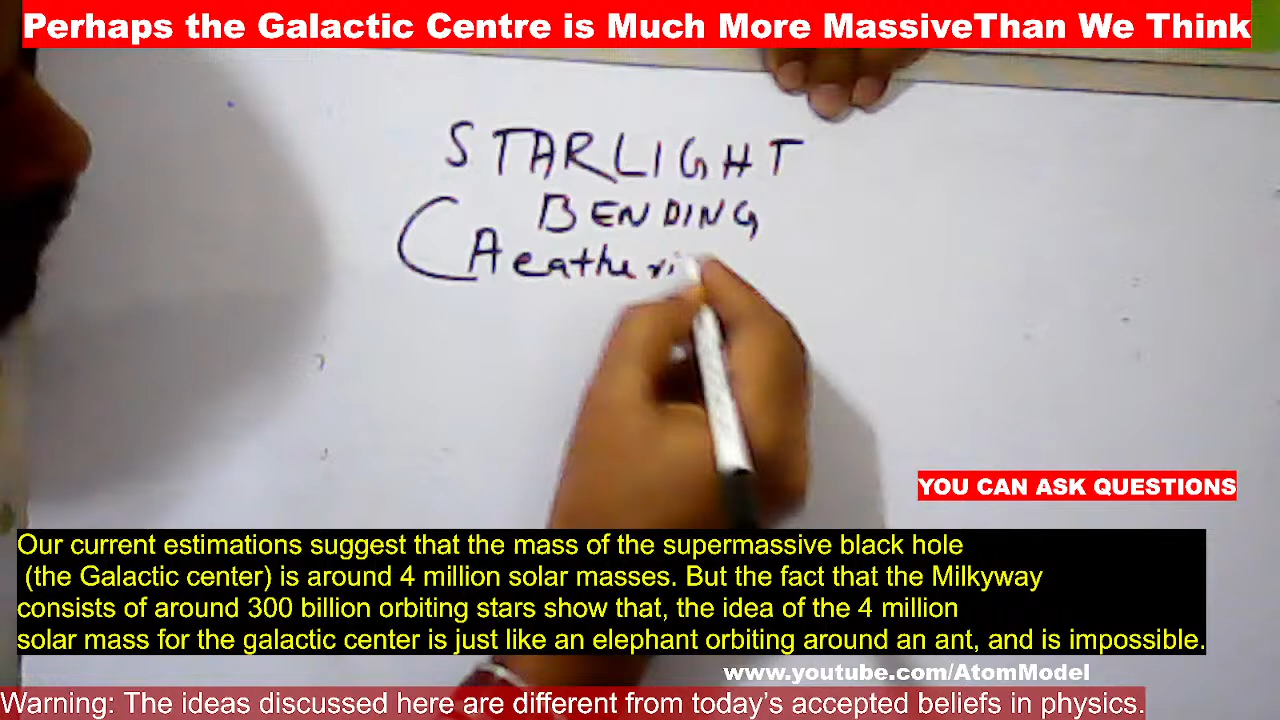 Perhaps the Galactic Centre is Much More MassiveThan We Think
STARLIGHT
BENDING
(Aeatheri
YOU CAN ASK QUESTIONS
Our current estimations suggest that the mass of the supermassive black hole
(the Galactic center) is around 4 million solar masses. But the fact that the Milkyway
consists of around 300 billion orbiting stars show that, the idea of the 4 million
solar mass for the galactic center is just like an elephant orbiting around an ant, and is impossible.
www.youtube.com/AtomModel
Warning: The ideas discussed here are different from today's accepted beliefs in physics.